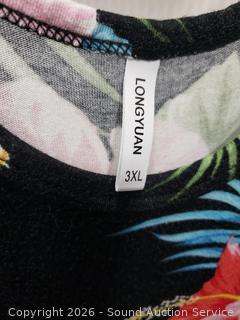 LONGYUAN
3XL
Copyright 2026 - Sound Auction Service